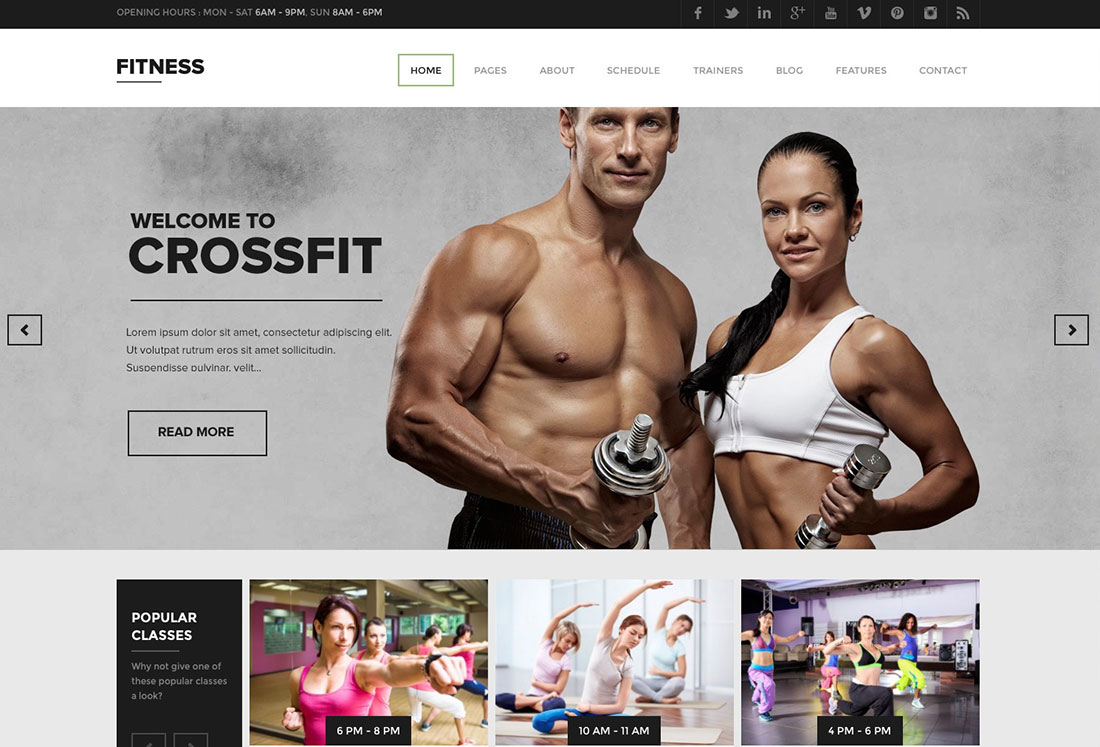 OPENING HOURS : MON - SAT 6AM - 9PM, SUN 8AM - 6PM
FITNESS
HOME PAGES ABOUT SCHEDULE TRAINERS BLOG FEATURES CONTACT
WELCOME TO
CROSSFIT
Lorem ipsum dolor sit amet, consectetur adipiscing elit.
Ut volutpat rutrum eros sit amet sollicitudin.
Suspendisse pulvinar, velit...
READ MORE
POPULAR
CLASSES
Why not give one of
these popular classes
a look?
6 PM - 8 PM
10 AM - 11 AM
4 PM - 6 PM